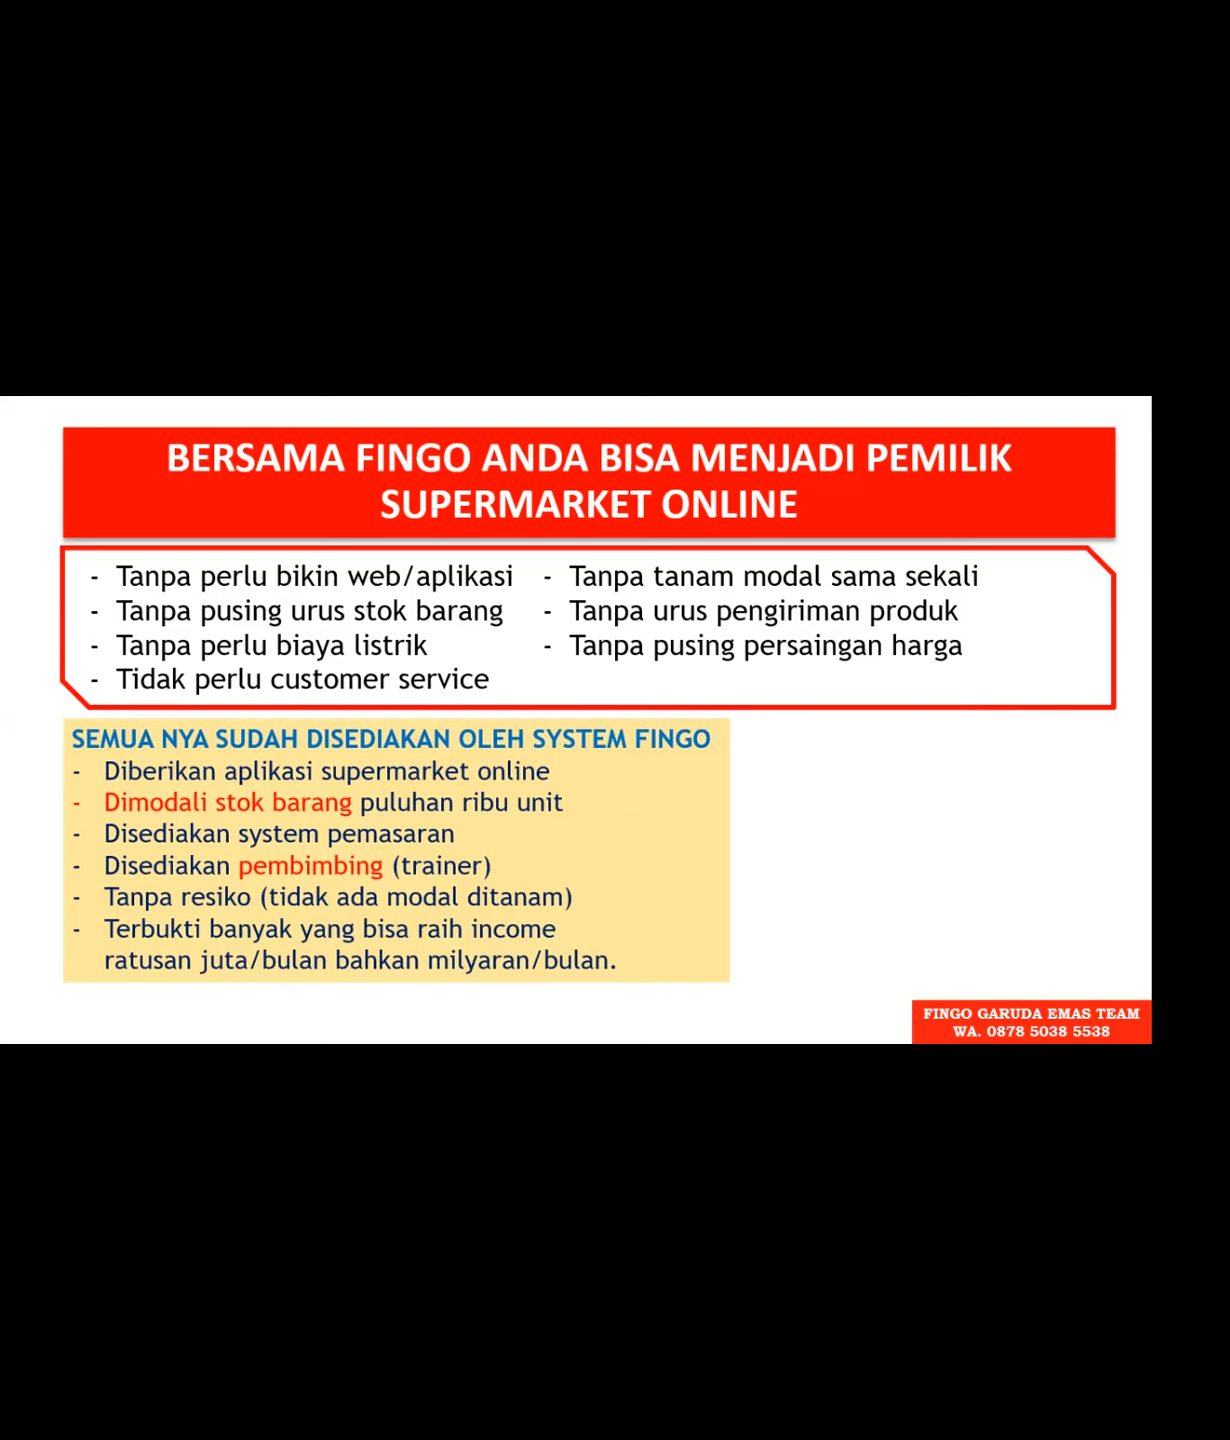 BERSAMA FINGO ANDA BISA MENJADI PEMILIK
SUPERMARKET ONLINE
- Tanpa perlu bikin web/aplikasi
- Tanpa pusing urus stok barang
- Tanpa perlu biaya listrik
- Tidak perlu customer service
- Tanpa tanam modal sama sekali
- Tanpa urus pengiriman produk
- Tanpa pusing persaingan harga
SEMUA NYA SUDAH DISEDIAKAN OLEH SYSTEM FINGO
- Diberikan aplikasi supermarket online
- Dimodali stok barang puluhan ribu unit
- Disediakan system pemasaran
- Disediakan pembimbing (trainer)
- Tanpa resiko (tidak ada modal ditanam)
- Terbukti banyak yang bisa raih income
ratusan juta/bulan bahkan milyaran/bulan.
FINGO GARUDA EMAS TEAM
WA. 0878 5038 5538